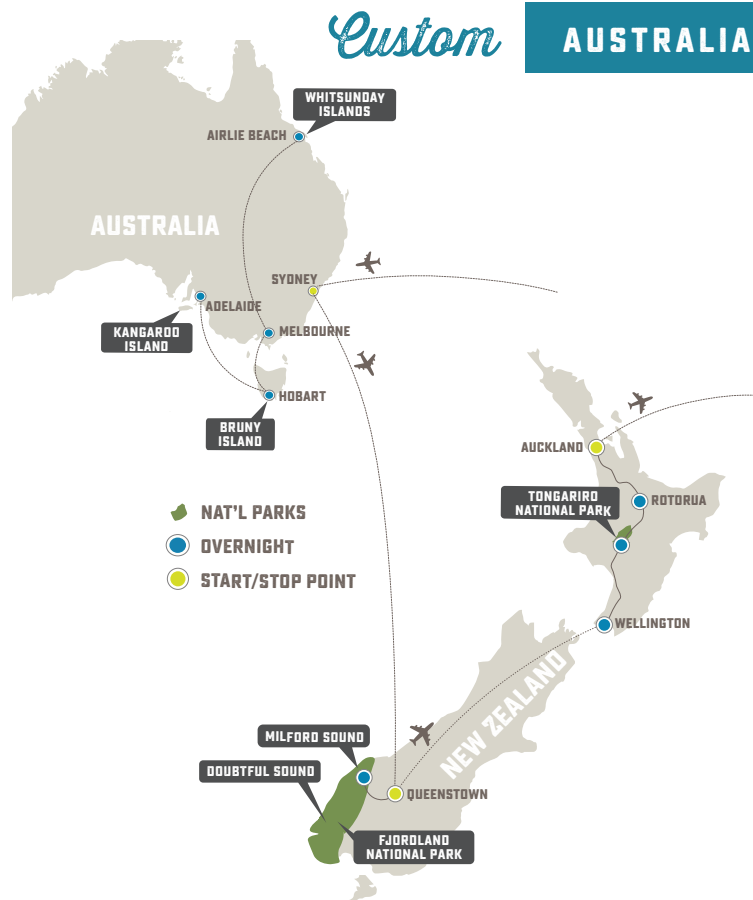 Custom
AUSTRALIA
WHITSUNDAY
ISLANDS
AIRLIE BEACH
AUSTRALIA
SYDNEY
ADELAIDE
KANGAROO
ISLAND
MELBOURNE
HOBART
BRUNY
ISLAND
AUCKLAND
TONGARIRO
NATIONAL PARK
ROTORUA
NAT'L PARKS
OVERNIGHT
START/STOP POINT
WELLINGTON
NEW ZEALAND
MILFORD SOUND
DOUBTFUL SOUND
QUEENSTOWN
FJORDLAND
NATIONAL PARK